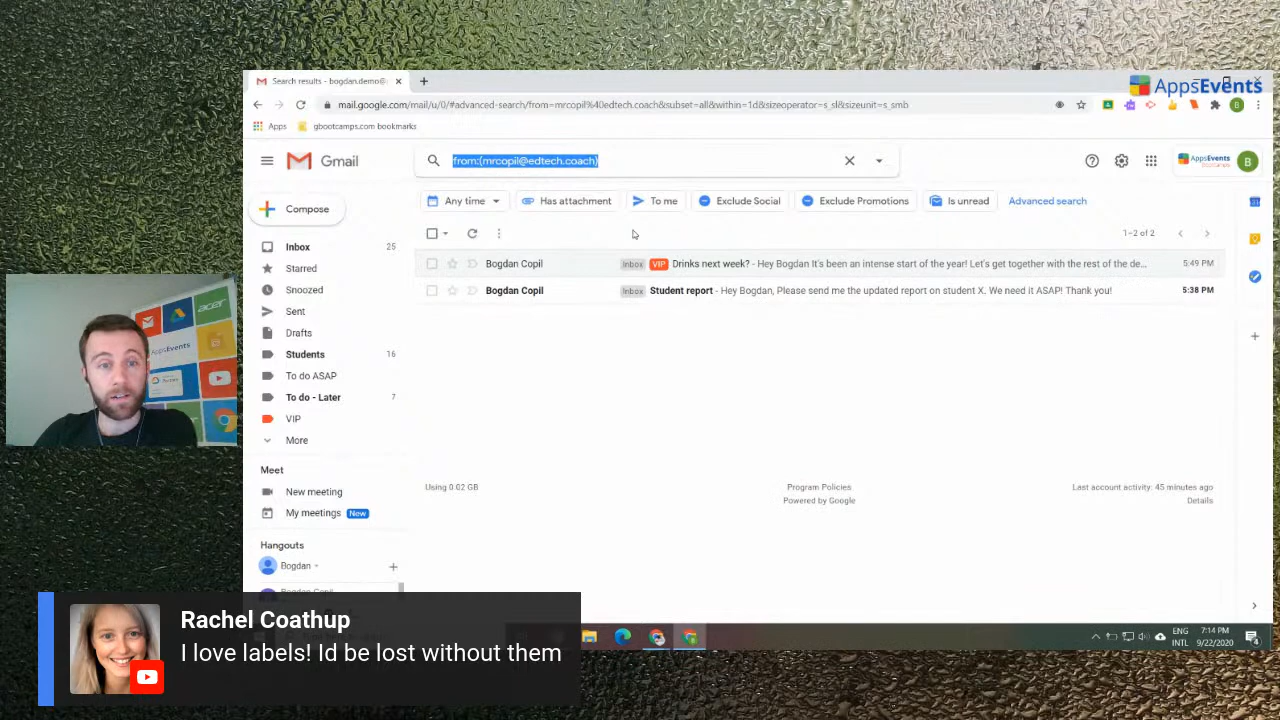 Search results - bogdan.demo@
AppsEvents
mail.google.com/mail/u/0/#advanced-search/from=mrcopil%40edtech.coach&subset=all&within=1d&sizeoperator=s_sl&sizeunit=s_smb
B
Apps
gbootcamps.com bookmarks
Gmail
from:(mrcopil@edtech.coach)
AppsEvents
B
Compose
Any time
Has attachment
To me
Exclude Social
Exclude Promotions
Is unread
Advanced search
1–2 of 2
Inbox 25
Starred
Snoozed
Sent
Drafts
Students 16
To do ASAP
To do - Later 7
VIP
More
Bogdan Copil Inbox VIP Drinks next week? - Hey Bogdan It's been an intense start of the year! Let's get together with the rest of the de... 5:49 PM
Bogdan Copil Inbox Student report - Hey Bogdan, Please send me the updated report on student X. We need it ASAP! Thank you! 5:38 PM
Meet
New meeting
My meetings New
Hangouts
Bogdan
Bogdan Copil
Using 0.02 GB
Program Policies
Powered by Google
Last account activity: 45 minutes ago
Details
acer
AppsEvents
Rachel Coathup
I love labels! Id be lost without them
ENG
INTL
7:14 PM
9/22/2020
4